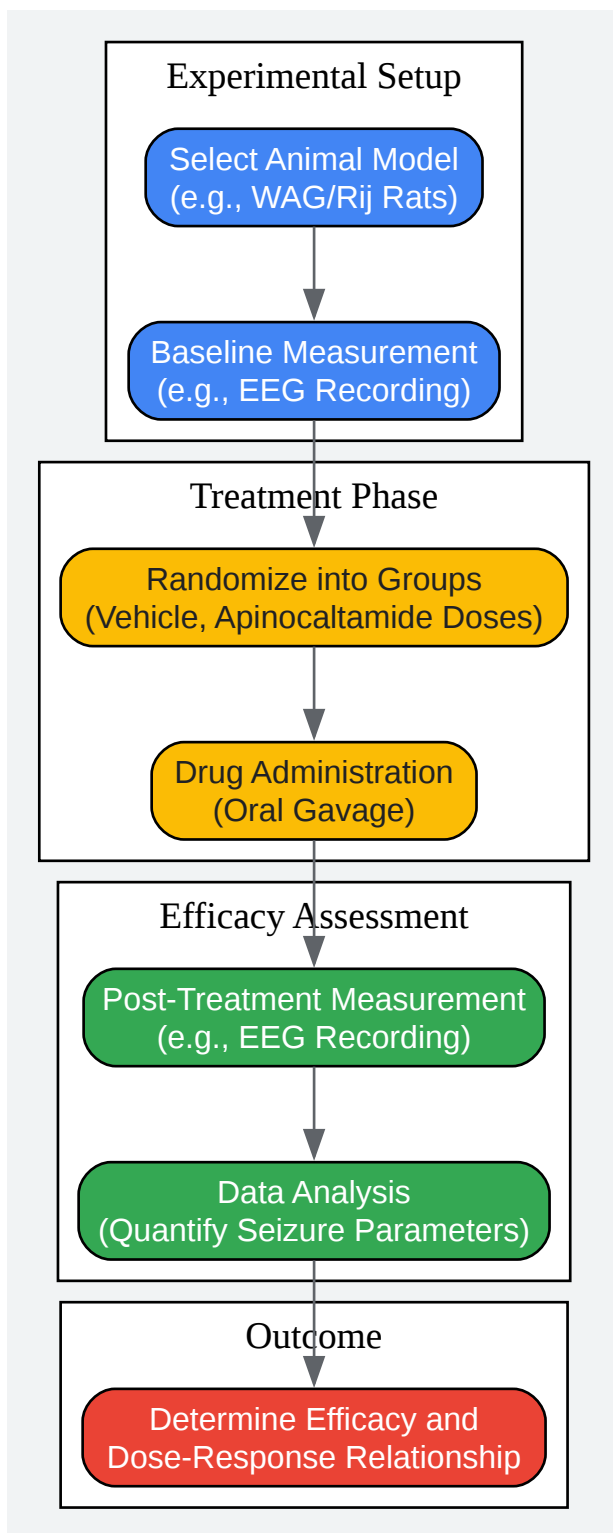 Experimental Setup
Select Animal Model
(e.g., WAG/Rij Rats)
Baseline Measurement
(e.g., EEG Recording)
Treatment Phase
Randomize into Groups
(Vehicle, Apinocaltamide Doses)
Drug Administration
(Oral Gavage)
Efficacy Assessment
Post-Treatment Measurement
(e.g., EEG Recording)
Data Analysis
(Quantify Seizure Parameters)
Outcome
Determine Efficacy and
Dose-Response Relationship